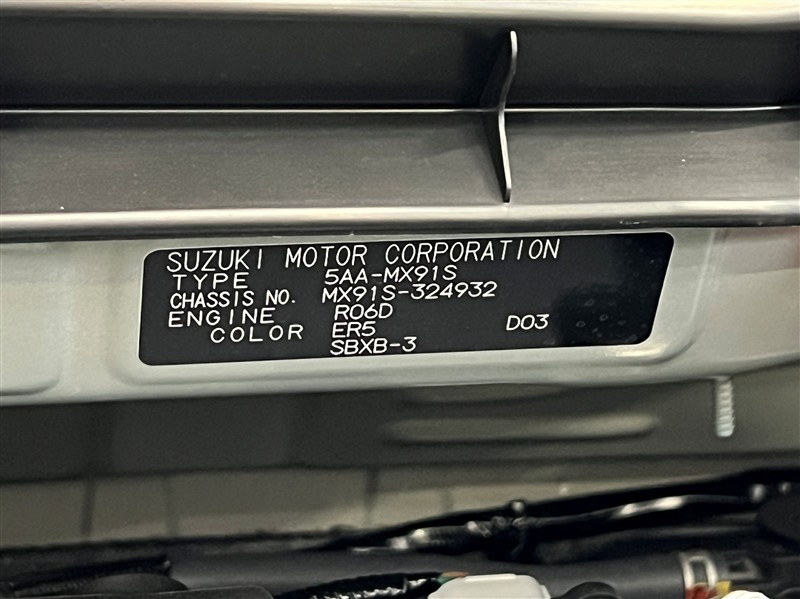 SUZUKI MOTOR CORPORATION
TYPE 5AA-MX91S
CHASSIS NO. MX91S-324932
ENGINE R06D
COLOR ER5 D03
SBXB-3